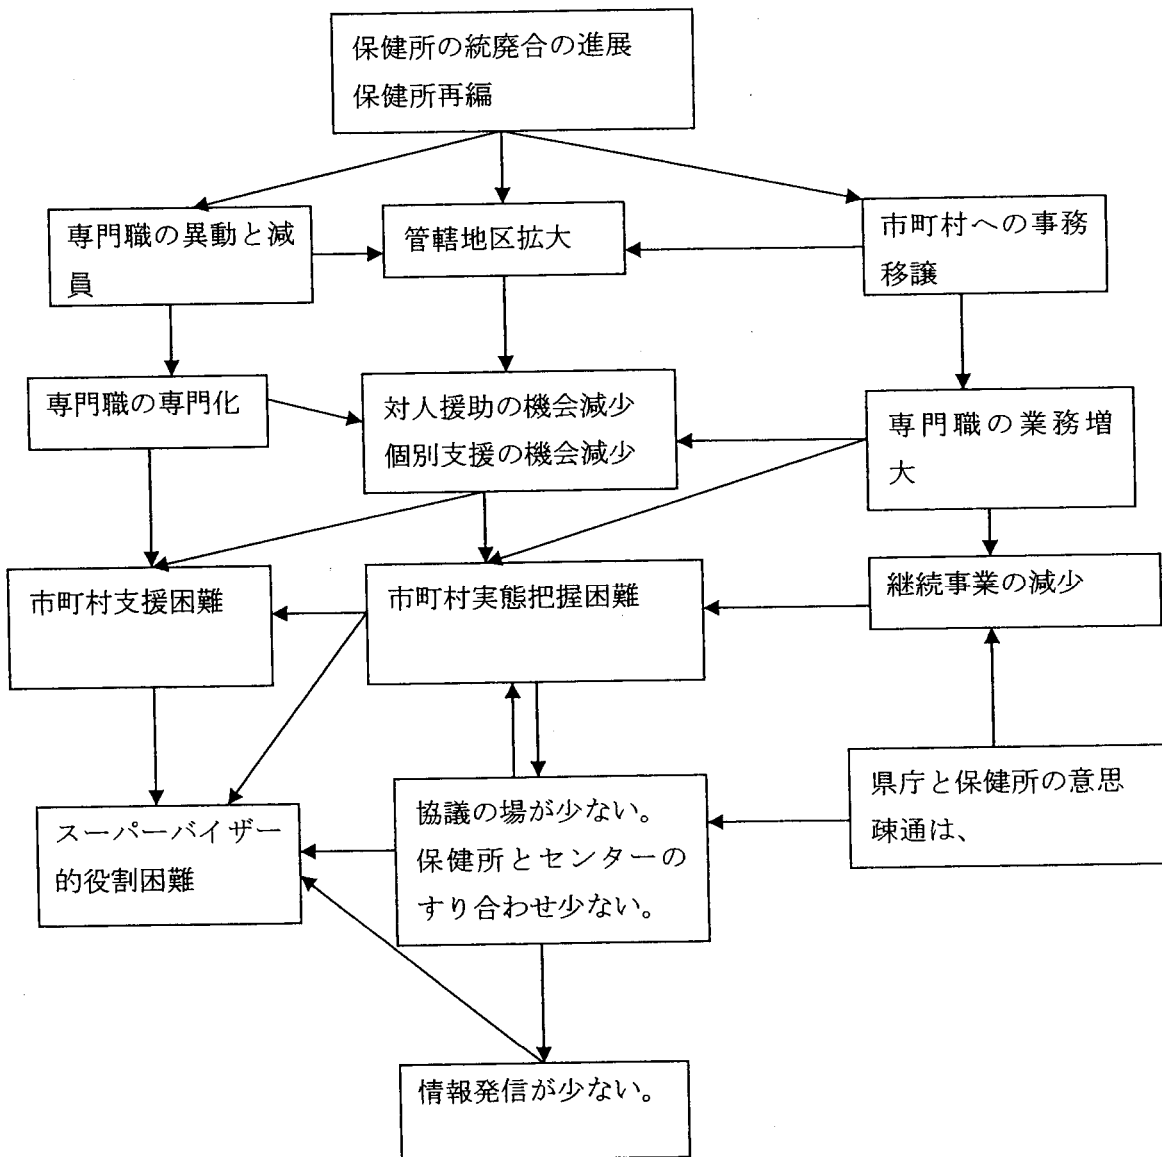 保健所の統廃合の進展
保健所再編
専門職の異動と減
員
管轄地区拡大
市町村への事務
移譲
専門職の専門化
対人援助の機会減少
個別支援の機会減少
専門職の業務増
大
市町村支援困難
市町村実態把握困難
継続事業の減少
県庁と保健所の意思
疎通は、
スーパーバイザー
的役割困難
協議の場が少ない。
保健所とセンターの
すり合わせ少ない。
情報発信が少ない。